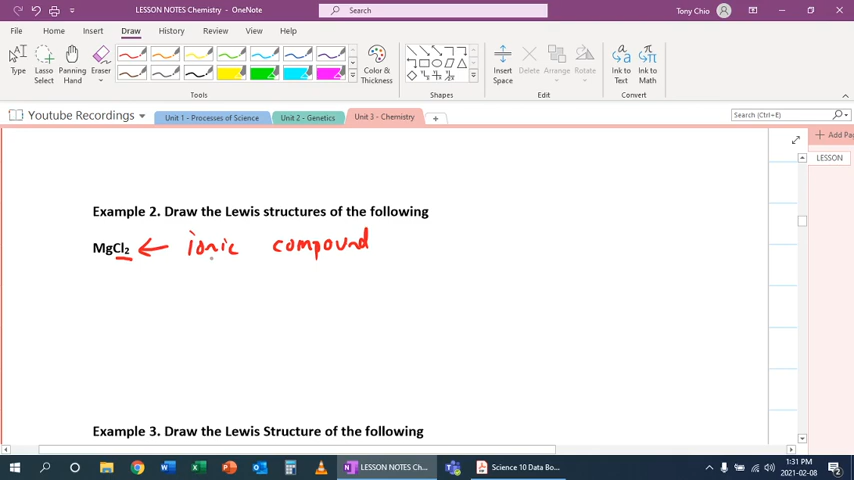 LESSON NOTES Chemistry - OneNote
Search
Tony Chio
File Home Insert Draw History Review View Help
Type
Lasso Select
Panning Hand
Eraser
Color & Thickness
Insert Space
Delete
Arrange
Rotate
Ink to Text
Ink to Math
Tools
Shapes
Edit
Convert
Youtube Recordings
Unit 1 - Processes of Science
Unit 2 - Genetics
Unit 3 - Chemistry
Search (Ctrl+E)
Add Pa
LESSON
Example 2. Draw the Lewis structures of the following
MgCl₂ ← ionic compound
Example 3. Draw the Lewis Structure of the following
LESSON NOTES Che...
Science 10 Data Bo...
1:31 PM
2021-02-08
2